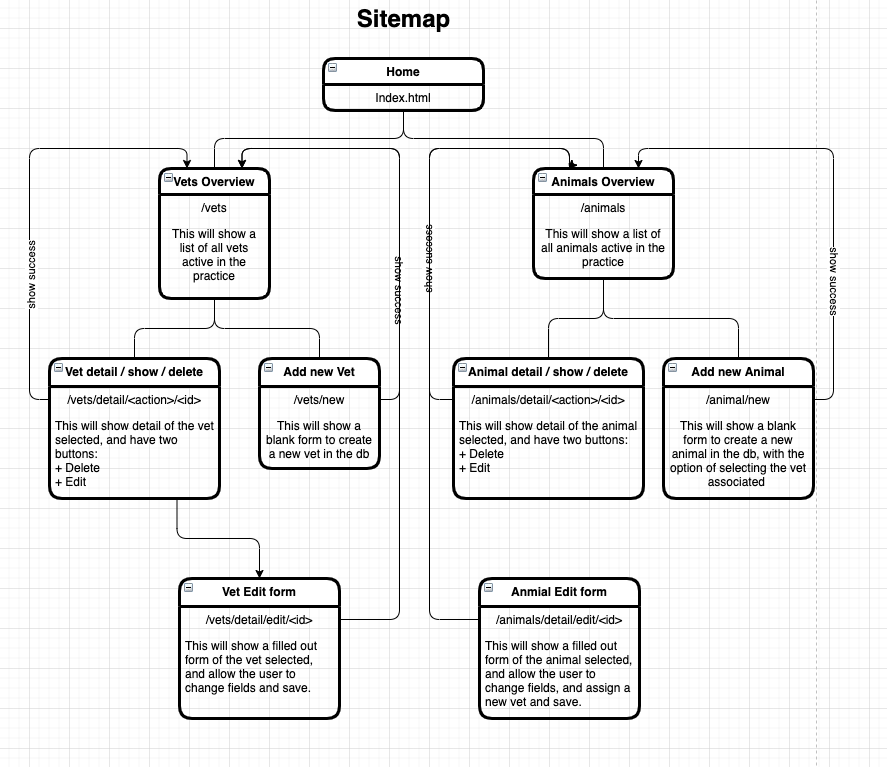 Sitemap
Home
Index.html
Vets Overview
/vets
This will show a
list of all vets
active in the
practice
Animals Overview
/animals
This will show a list of
all animals active in the
practice
show success
show success
show success
show success
Vet detail / show / delete
/vets/detail/<action>/<id>
This will show detail of the vet
selected, and have two
buttons:
+ Delete
+ Edit
Add new Vet
/vets/new
This will show a
blank form to create
a new vet in the db
Animal detail / show / delete
/animals/detail/<action>/<id>
This will show detail of the animal
selected, and have two buttons:
+ Delete
+ Edit
Add new Animal
/animal/new
This will show a blank
form to create a new
animal in the db, with the
option of selecting the vet
associated
Vet Edit form
/vets/detail/edit/<id>
This will show a filled out
form of the vet selected,
and allow the user to
change fields and save.
Anmial Edit form
/animals/detail/edit/<id>
This will show a filled out
form of the animal selected,
and allow the user to
change fields, and assign a
new vet and save.